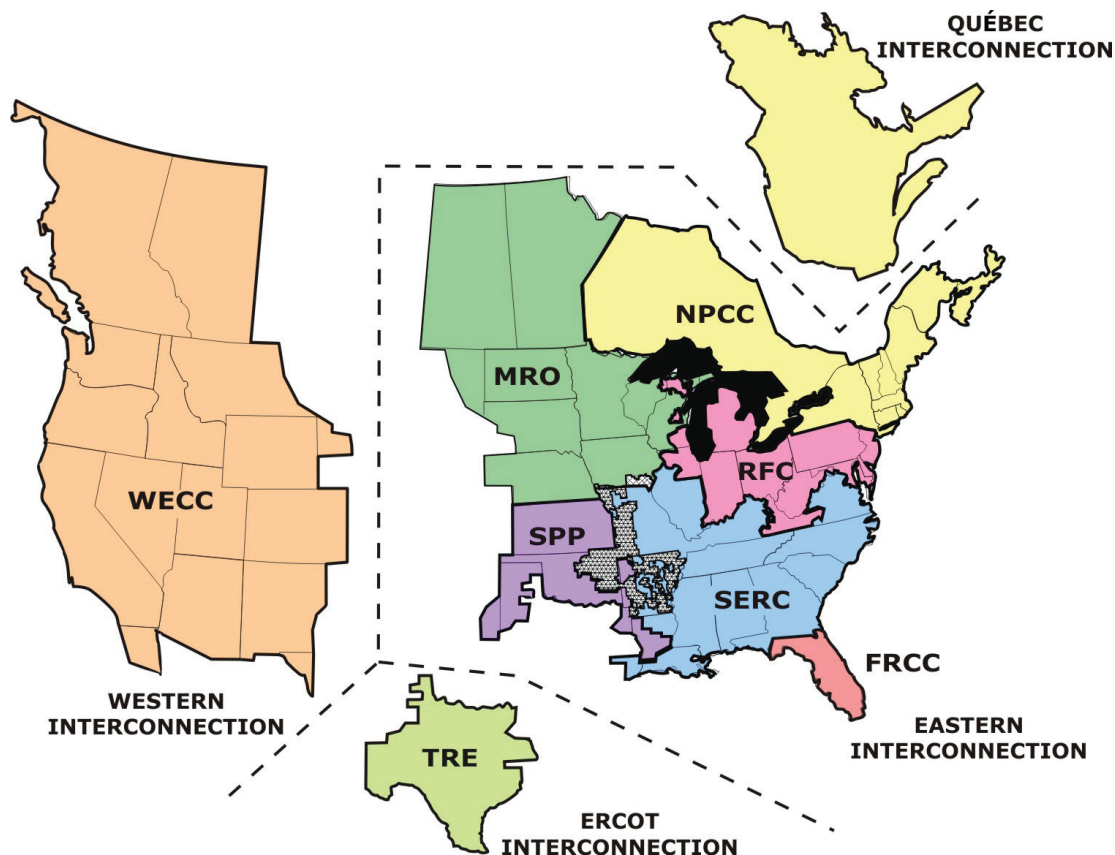 QUÉBEC
INTERCONNECTION
NPCC
MRO
RFC
WECC
SPP
SERC
FRCC
WESTERN
INTERCONNECTION
EASTERN
INTERCONNECTION
TRE
ERCOT
INTERCONNECTION